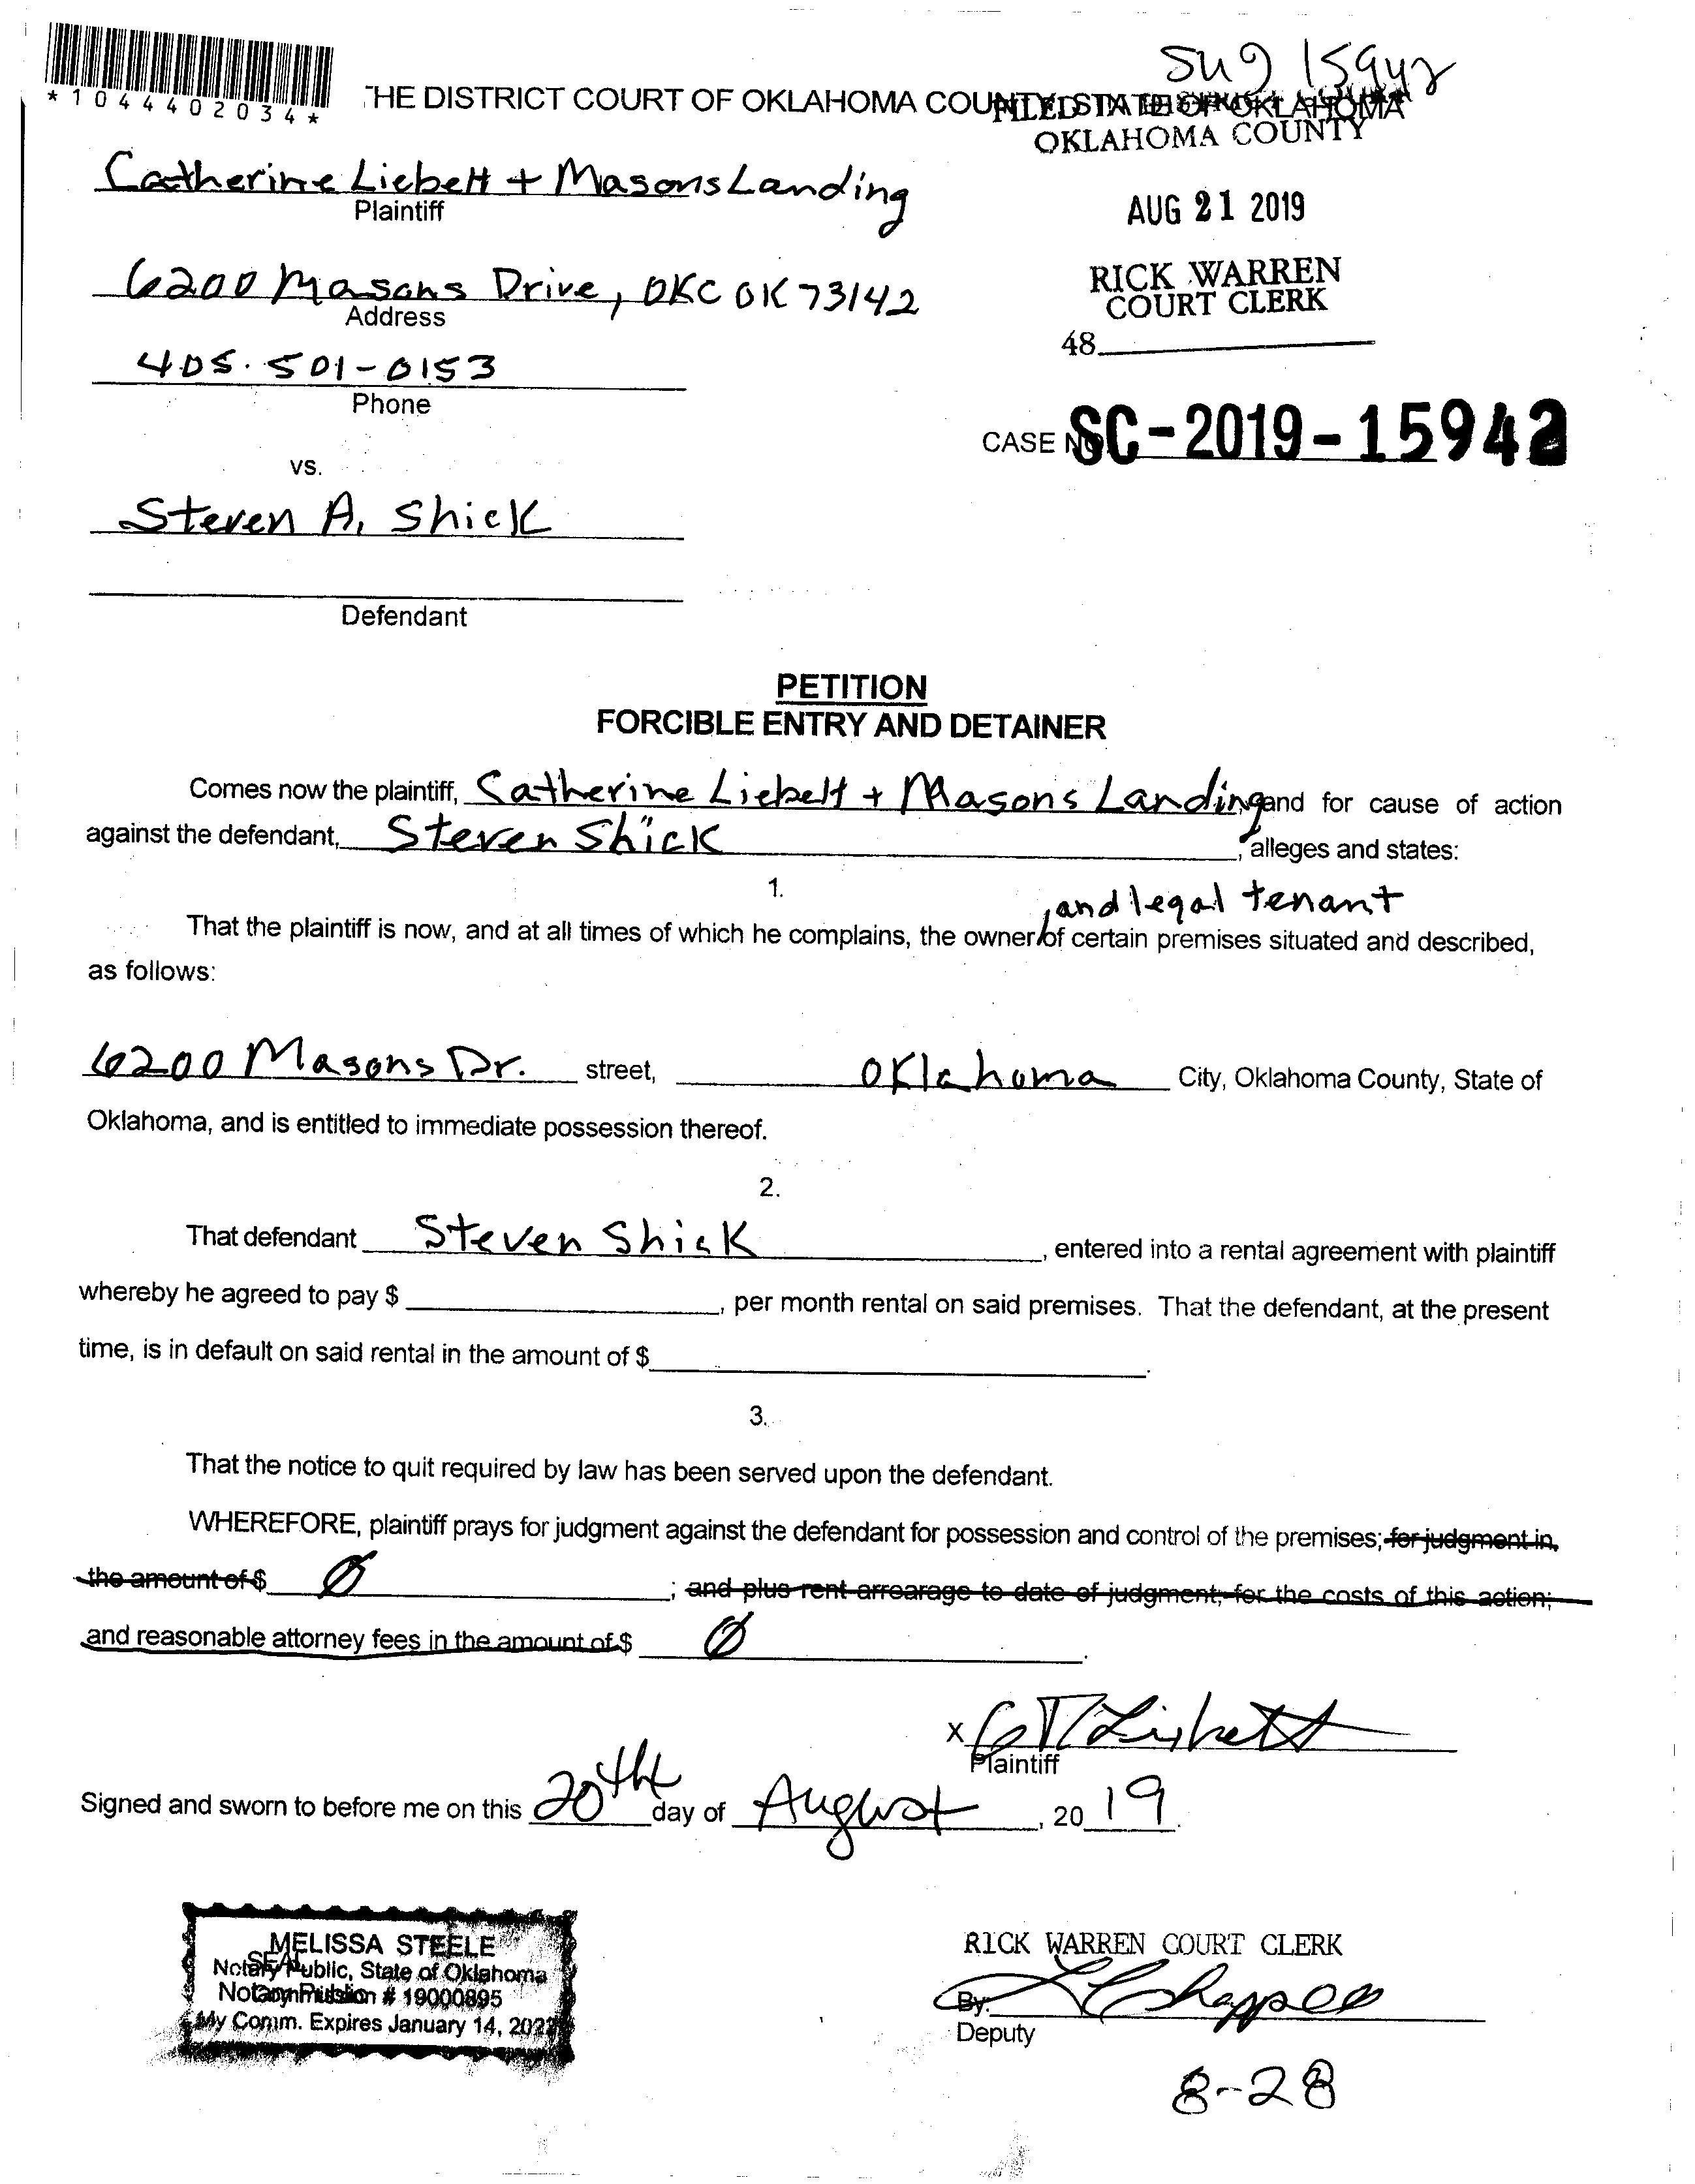 *1044402034*
THE DISTRICT COURT OF OKLAHOMA COUNTY, STATE OF OKLAHOMA
FILED IN DISTRICT COURT
OKLAHOMA COUNTY
Catherine Liebelt + Masons Landing
Plaintiff
AUG 21 2019
6200 Masons Drive, OKC OK 73142
Address
RICK WARREN
COURT CLERK
48
405.501-0153
Phone
CASE NO. SC-2019-15942
vs.
Steven A. Shick
Defendant
PETITION
FORCIBLE ENTRY AND DETAINER
Comes now the plaintiff, Catherine Liebelt + Masons Landing and for cause of action
against the defendant, Steven Shick, alleges and states:
1.
, and legal tenant
That the plaintiff is now, and at all times of which he complains, the owner of certain premises situated and described,
as follows:
6200 Masons Dr. street, Oklahoma City, Oklahoma County, State of
Oklahoma, and is entitled to immediate possession thereof.
2.
That defendant Steven Shick, entered into a rental agreement with plaintiff
whereby he agreed to pay $, per month rental on said premises. That the defendant, at the present
time, is in default on said rental in the amount of $.
3.
That the notice to quit required by law has been served upon the defendant.
WHEREFORE, plaintiff prays for judgment against the defendant for possession and control of the premises; for judgment in
the amount of $ Ø; and plus rent arrearage to date of judgment; for the costs of this action;
and reasonable attorney fees in the amount of $ Ø.
X
Plaintiff
Signed and sworn to before me on this 20th day of August, 2019.
MELISSA STEELE
SEAL
Notary Public, State of Oklahoma
# 19000895
My Comm. Expires January 14, 202
RICK WARREN COURT CLERK
By:
Deputy
8-28